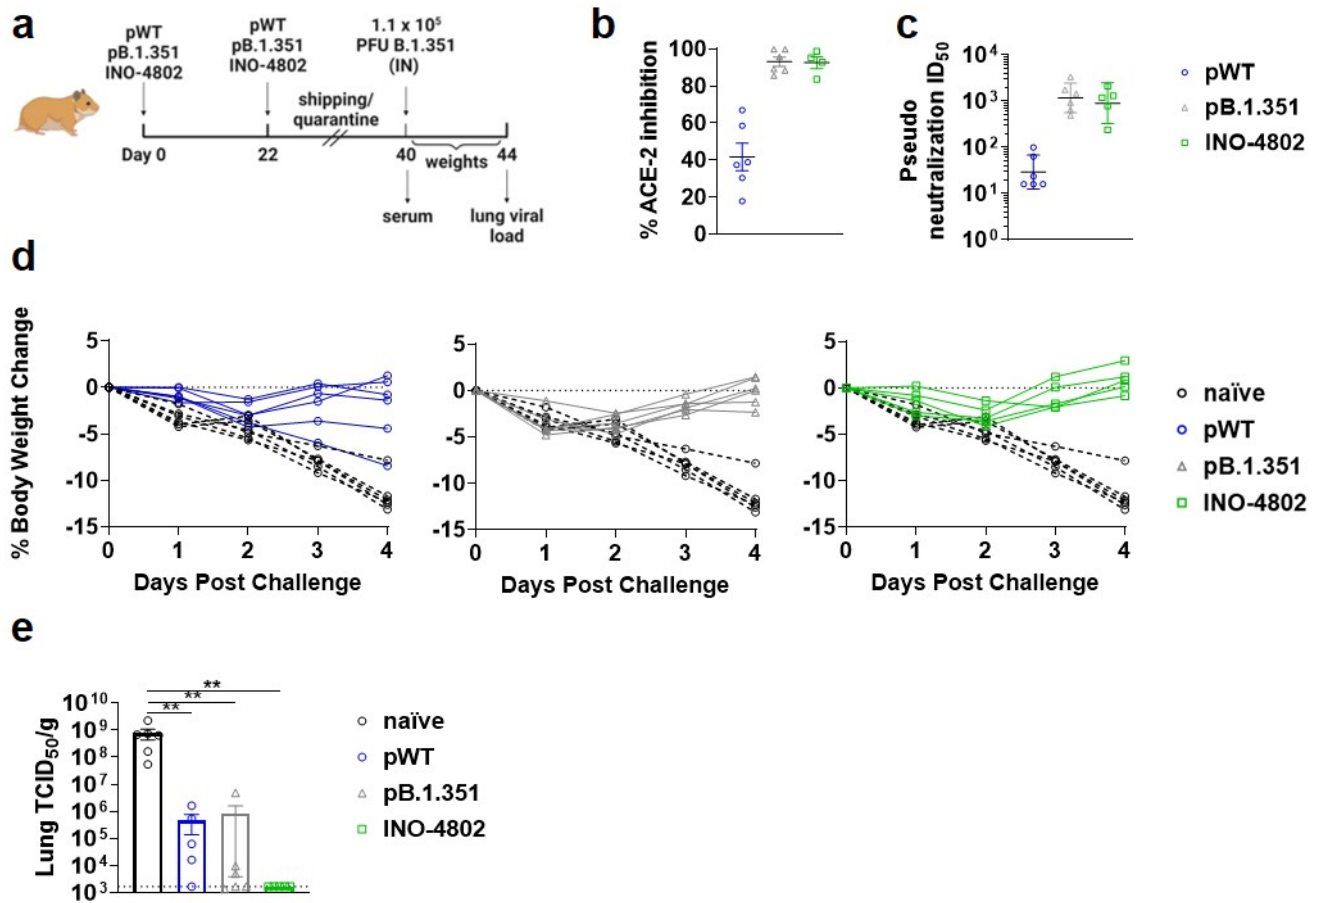 a
pWT
pB.1.351
INO-4802
pWT
pB.1.351
INO-4802
1.1 x 10⁵
PFU B.1.351
(IN)
shipping/
quarantine
Day 0
22
40
weights
44
serum
lung viral
load
b
% ACE-2 inhibition
100
80
60
40
20
0
c
Pseudo
neutralization ID₅₀
10⁴
10³
10²
10¹
10⁰
pWT
pB.1.351
INO-4802
d
% Body Weight Change
5
0
-5
-10
-15
0 1 2 3 4
Days Post Challenge
5
0
-5
-10
-15
0 1 2 3 4
Days Post Challenge
5
0
-5
-10
-15
0 1 2 3 4
Days Post Challenge
naïve
pWT
pB.1.351
INO-4802
e
Lung TCID₅₀/g
10¹⁰
10⁹
10⁸
10⁷
10⁶
10⁵
10⁴
10³
**
**
**
naïve
pWT
pB.1.351
INO-4802